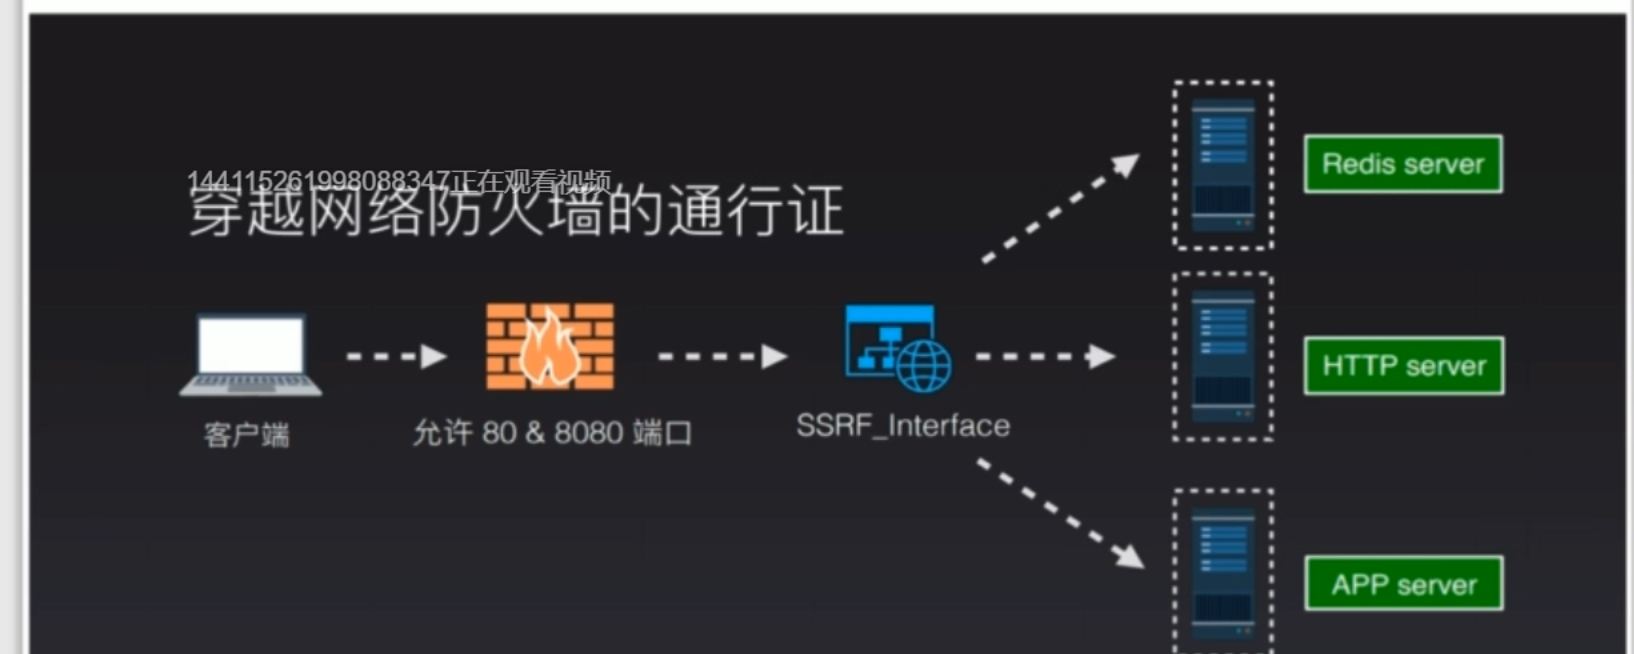 144115261998088347正在观看视频
穿越网络防火墙的通行证
Redis server
HTTP server
APP server
客户端
允许 80 & 8080 端口
SSRF_Interface